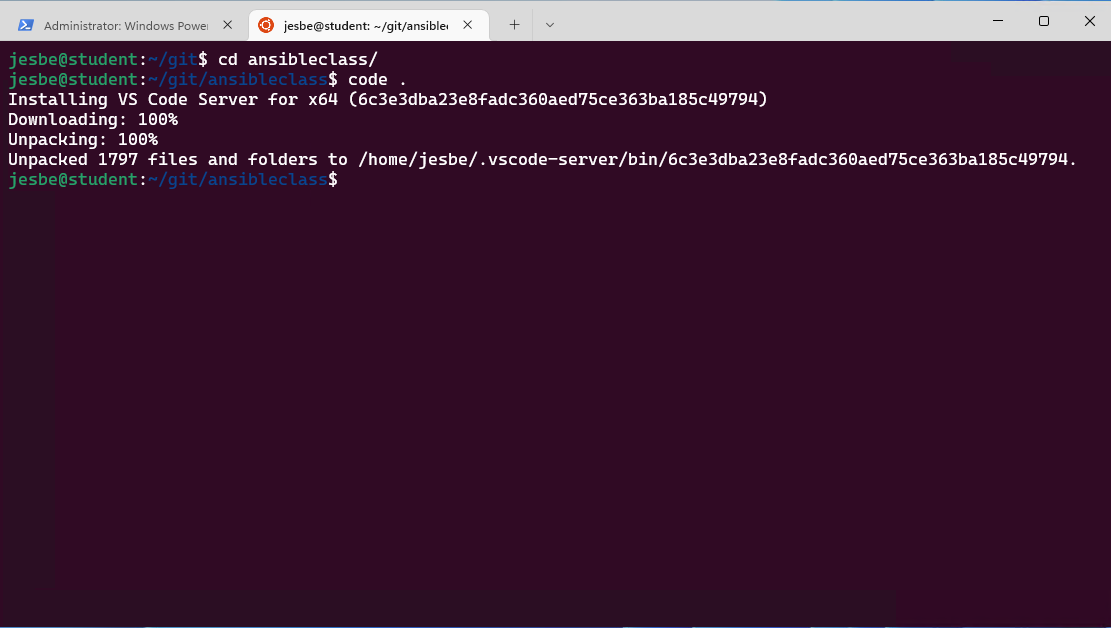 Administrator: Windows Power
jesbe@student: ~/git/ansiblec
jesbe@student:~/git$ cd ansibleclass/
jesbe@student:~/git/ansibleclass$ code .
Installing VS Code Server for x64 (6c3e3dba23e8fadc360aed75ce363ba185c49794)
Downloading: 100%
Unpacking: 100%
Unpacked 1797 files and folders to /home/jesbe/.vscode-server/bin/6c3e3dba23e8fadc360aed75ce363ba185c49794.
jesbe@student:~/git/ansibleclass$